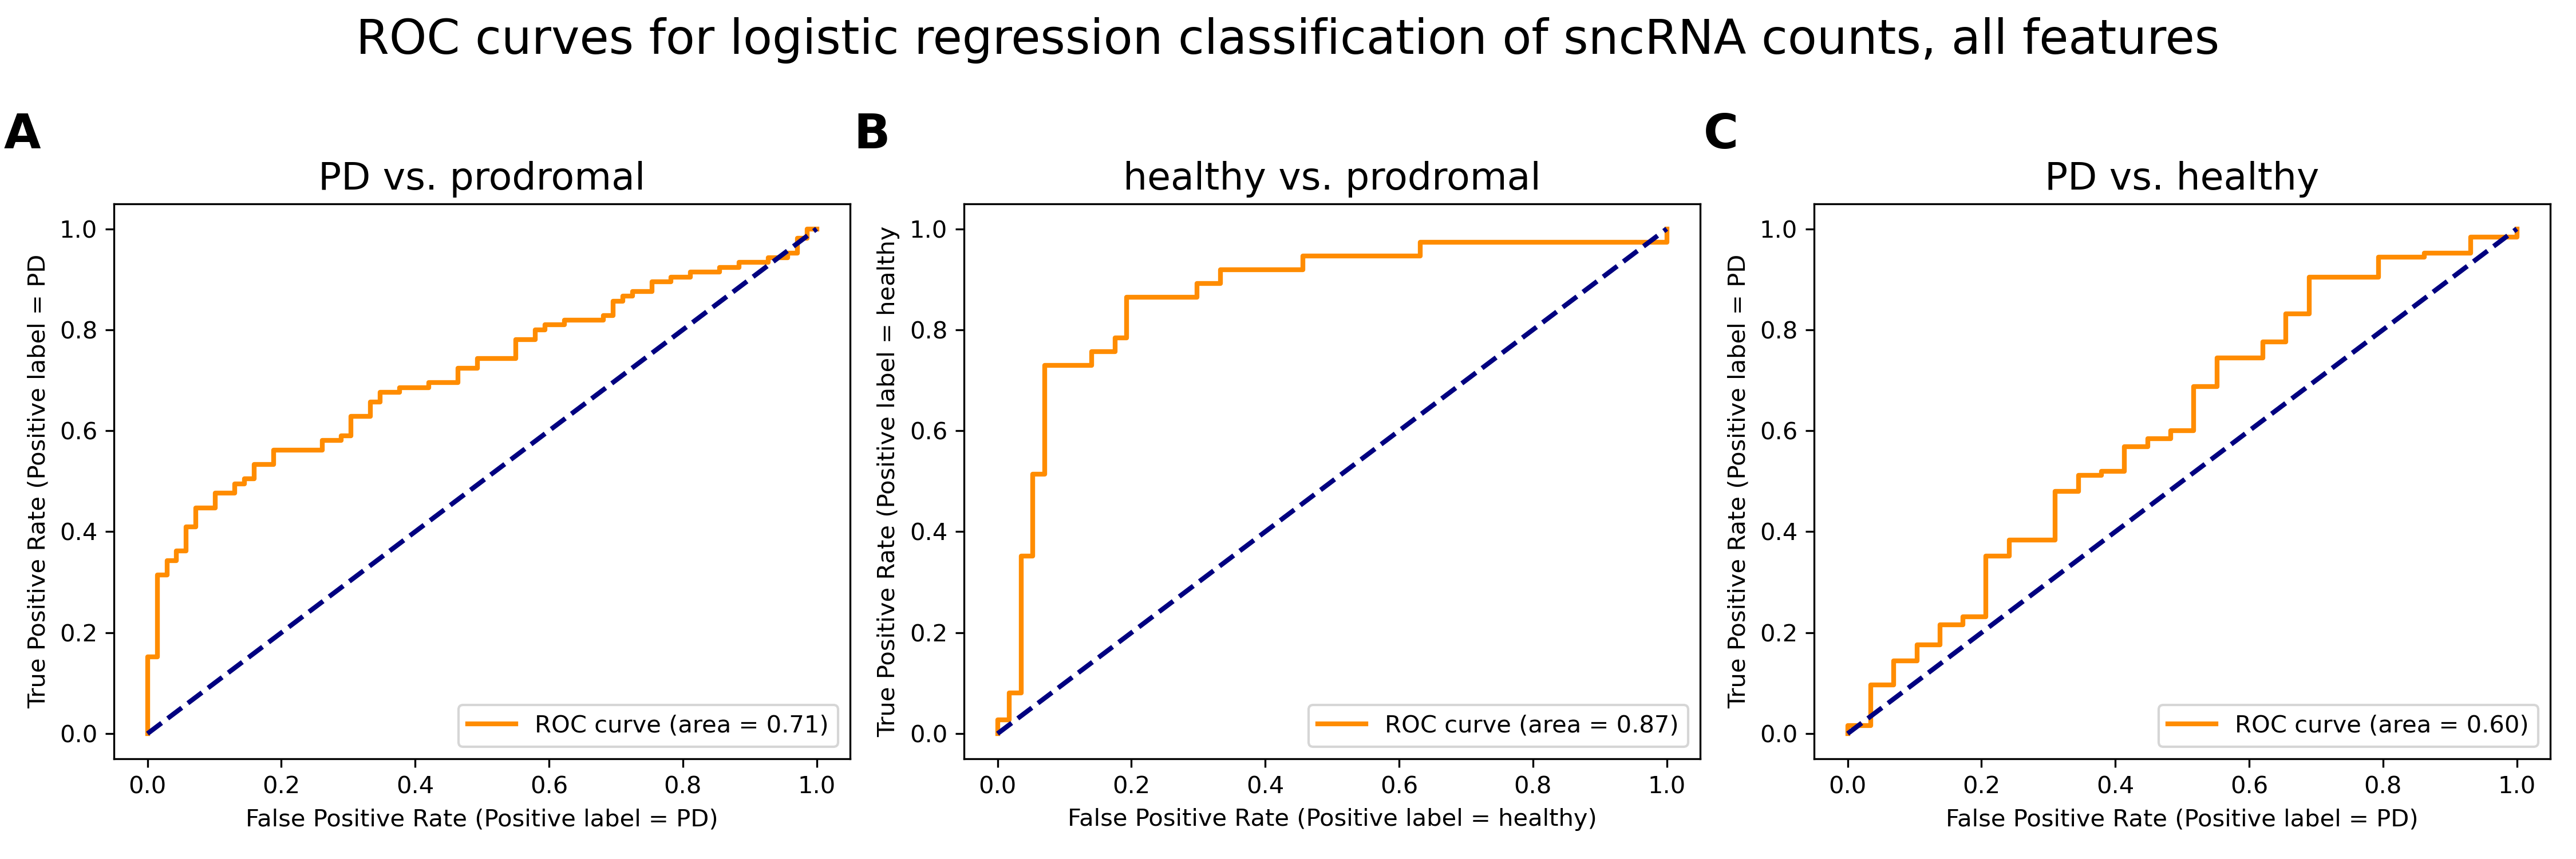 ROC curves for logistic regression classification of sncRNA counts, all features
A
PD vs. prodromal
True Positive Rate (Positive label = PD)
1.0
0.8
0.6
0.4
0.2
0.0
ROC curve (area = 0.71)
0.0 0.2 0.4 0.6 0.8 1.0
False Positive Rate (Positive label = PD)
B
healthy vs. prodromal
True Positive Rate (Positive label = healthy)
1.0
0.8
0.6
0.4
0.2
0.0
ROC curve (area = 0.87)
0.0 0.2 0.4 0.6 0.8 1.0
False Positive Rate (Positive label = healthy)
C
PD vs. healthy
True Positive Rate (Positive label = PD)
1.0
0.8
0.6
0.4
0.2
0.0
ROC curve (area = 0.60)
0.0 0.2 0.4 0.6 0.8 1.0
False Positive Rate (Positive label = PD)